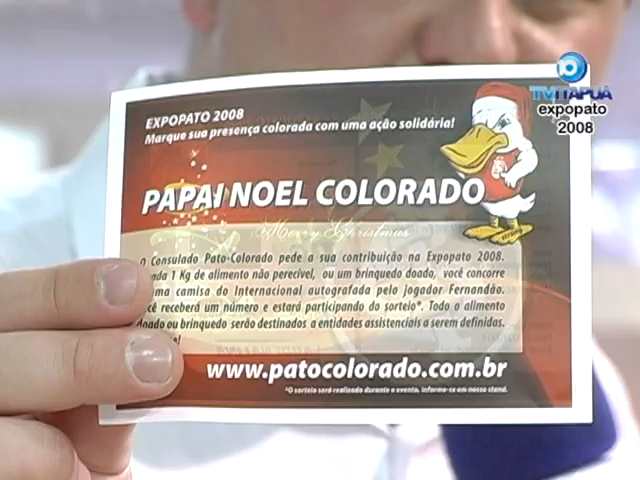 TVITAPUÃ
expopato
2008
EXPOPATO 2008
Marque sua presença colorada com uma ação solidária!
PAPAI NOEL COLORADO
Merry Christmas
O Consulado Pato-Colorado pede a sua contribuição na Expopato 2008.
ada 1 Kg de alimento não perecível, ou um brinquedo doado, você concorre
ma camisa do Internacional autografada pelo jogador Fernandão.
cê receberá um número e estará participando do sorteio*. Todo o alimento
doado ou brinquedo serão destinados a entidades assistenciais a serem definidas.
www.patocolorado.com.br
*O sorteio será realizado durante o evento, informe-se em nosso stand.